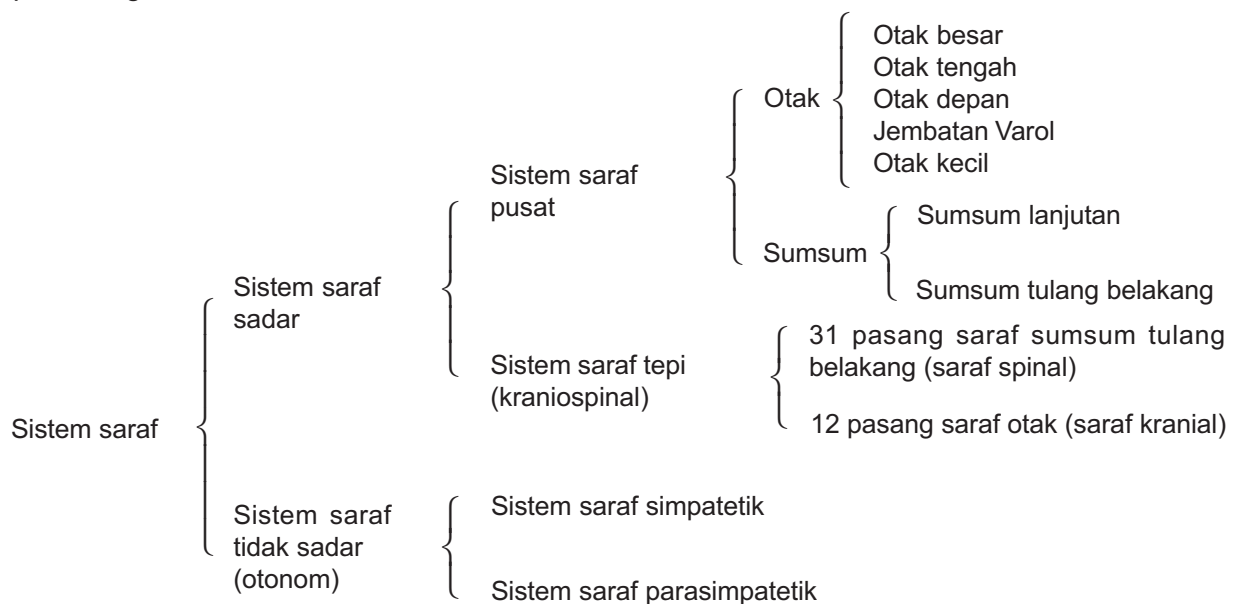 Otak besar
Otak tengah
Otak depan
Jembatan Varol
Otak kecil
Otak
Sistem saraf
pusat
Sumsum lanjutan
Sumsum
Sumsum tulang belakang
Sistem saraf
sadar
31 pasang saraf sumsum tulang
belakang (saraf spinal)
Sistem saraf tepi
(kraniospinal)
12 pasang saraf otak (saraf kranial)
Sistem saraf
Sistem saraf simpatetik
Sistem saraf
tidak sadar
(otonom)
Sistem saraf parasimpatetik